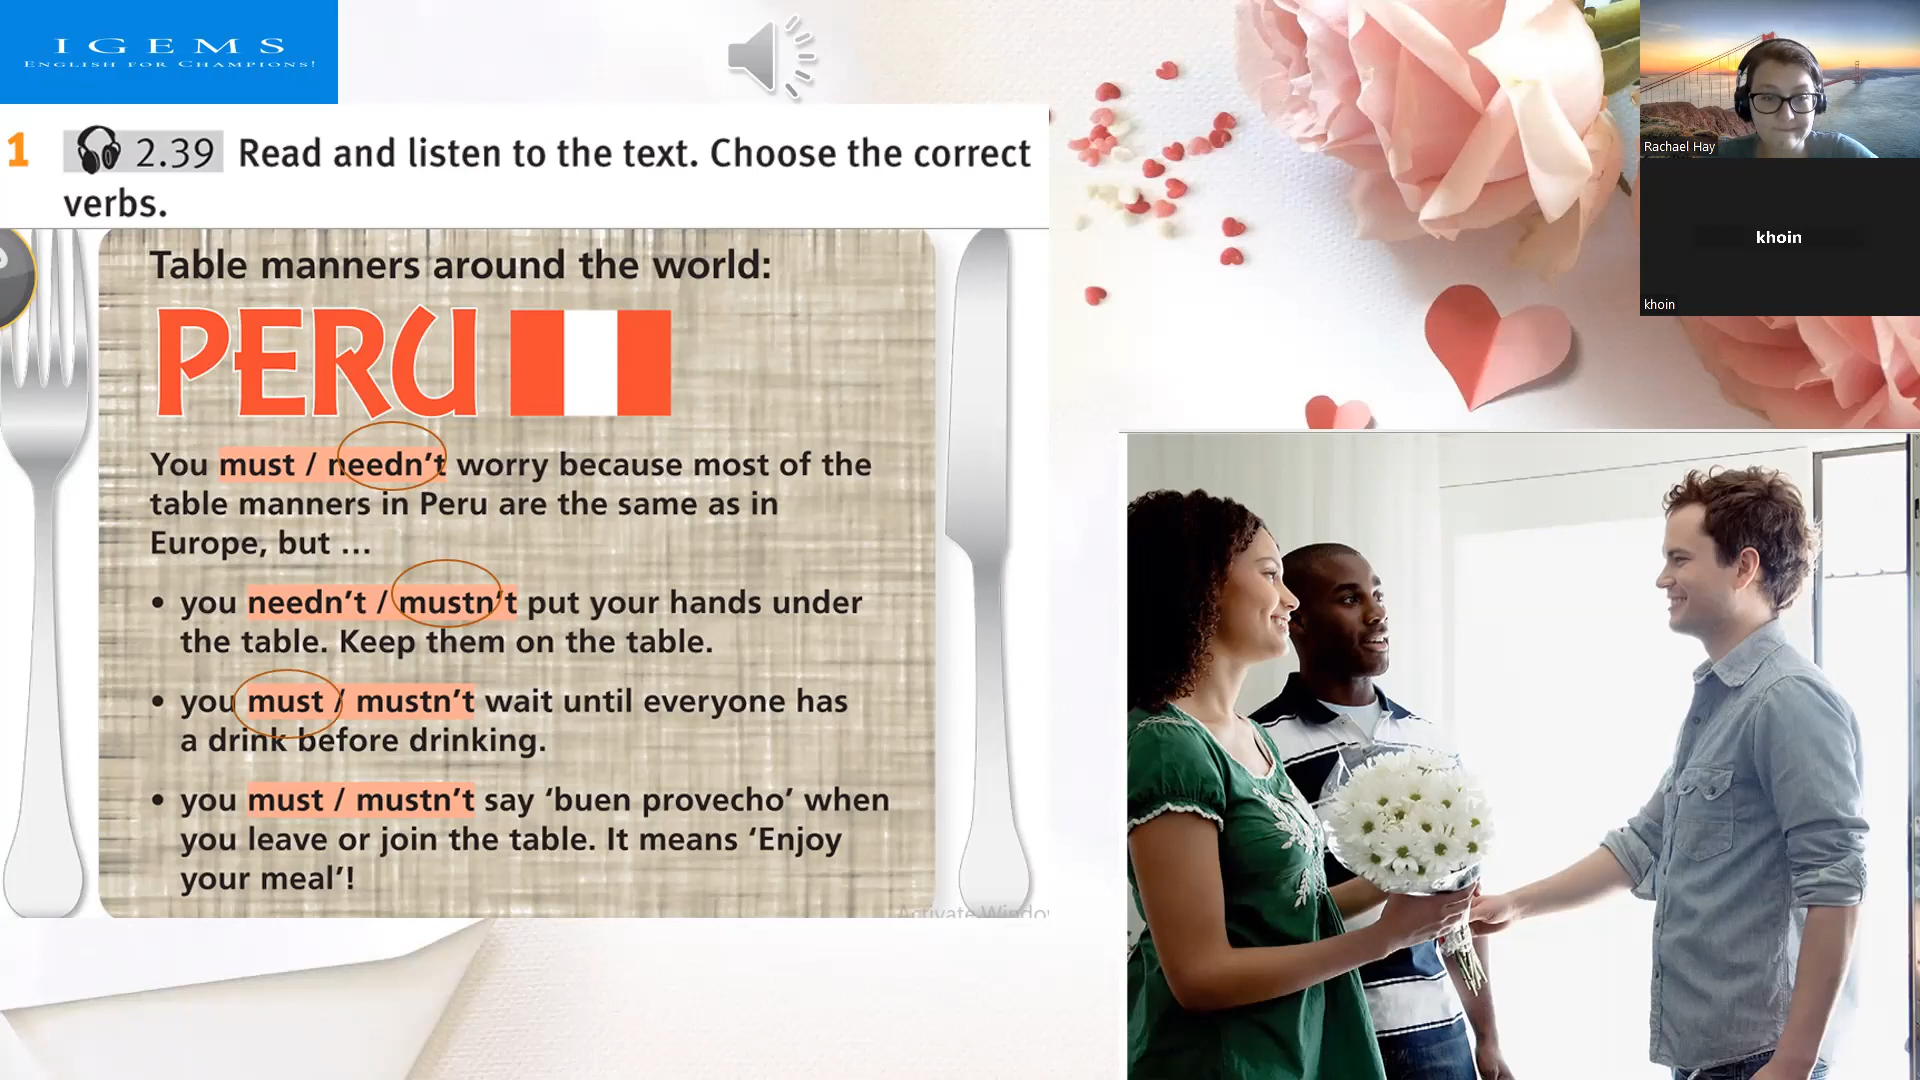 IGEMS
ENGLISH FOR CHAMPIONS!
1 2.39 Read and listen to the text. Choose the correct
verbs.
Table manners around the world:
PERU
You must / needn't worry because most of the
table manners in Peru are the same as in
Europe, but ...
• you needn't / mustn't put your hands under
the table. Keep them on the table.
• you must / mustn't wait until everyone has
a drink before drinking.
• you must / mustn't say ‘buen provecho’ when
you leave or join the table. It means ‘Enjoy
your meal’!
Rachael Hay
khoin
khoin